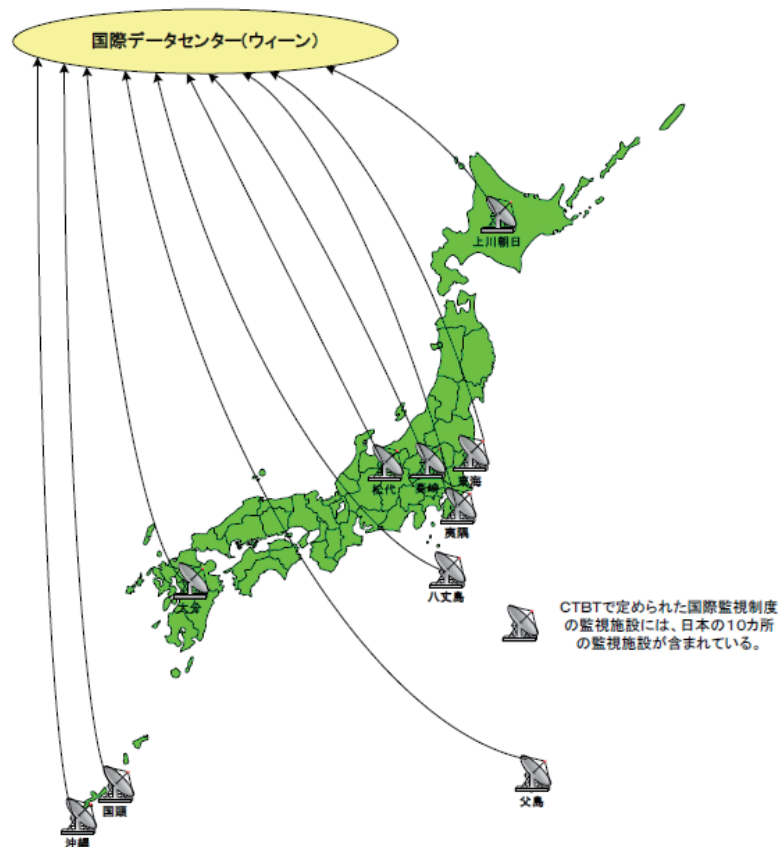 国際データセンター(ウィーン)
上川朝日
松代
高崎
東海
夷隅
大分
八丈島
CTBTで定められた国際監視制度
の監視施設には、日本の10カ所
の監視施設が含まれている。
父島
国頭
沖縄